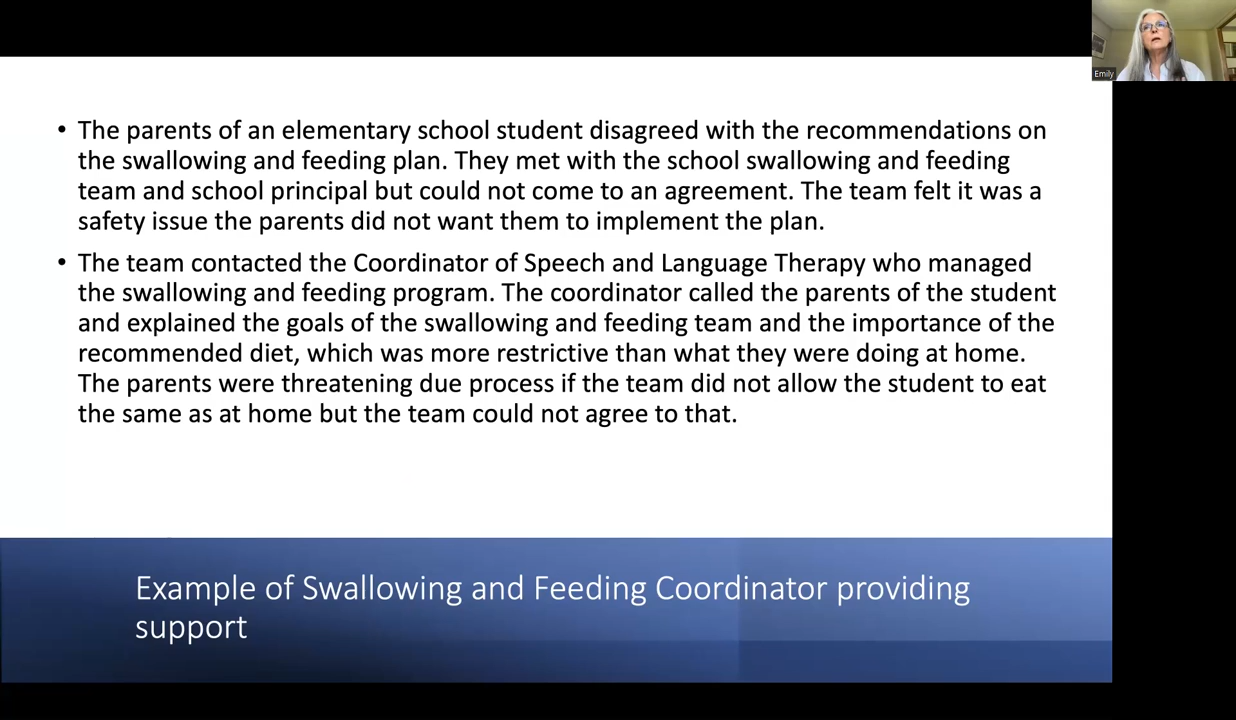 Emily
• The parents of an elementary school student disagreed with the recommendations on
the swallowing and feeding plan. They met with the school swallowing and feeding
team and school principal but could not come to an agreement. The team felt it was a
safety issue the parents did not want them to implement the plan.
• The team contacted the Coordinator of Speech and Language Therapy who managed
the swallowing and feeding program. The coordinator called the parents of the student
and explained the goals of the swallowing and feeding team and the importance of the
recommended diet, which was more restrictive than what they were doing at home.
The parents were threatening due process if the team did not allow the student to eat
the same as at home but the team could not agree to that.
Example of Swallowing and Feeding Coordinator providing
support